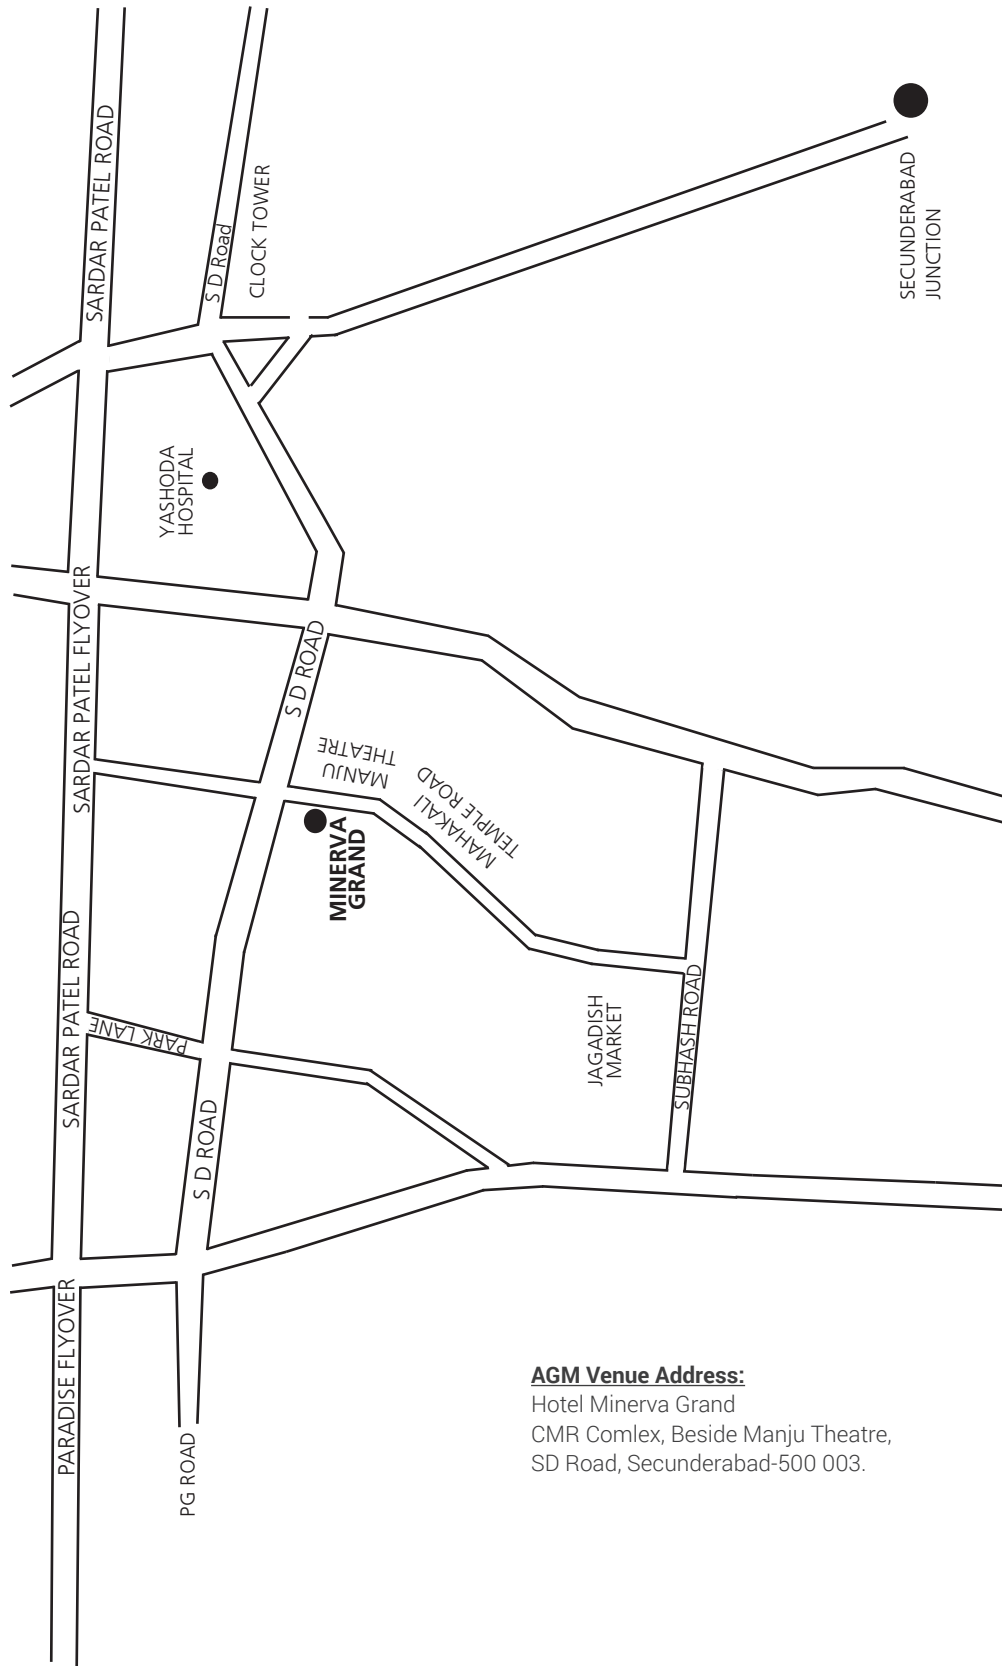 SARDAR PATEL ROAD
S D Road
CLOCK TOWER
SECUNDERABAD
JUNCTION
YASHODA
HOSPITAL
SARDAR PATEL FLYOVER
S D ROAD
MANJU
THEATRE
MAHAKALI
TEMPLE ROAD
MINERVA
GRAND
SARDAR PATEL ROAD
PARK LANE
JAGADISH
MARKET
SUBHASH ROAD
S D ROAD
PARADISE FLYOVER
PG ROAD
AGM Venue Address:
Hotel Minerva Grand
CMR Comlex, Beside Manju Theatre,
SD Road, Secunderabad-500 003.